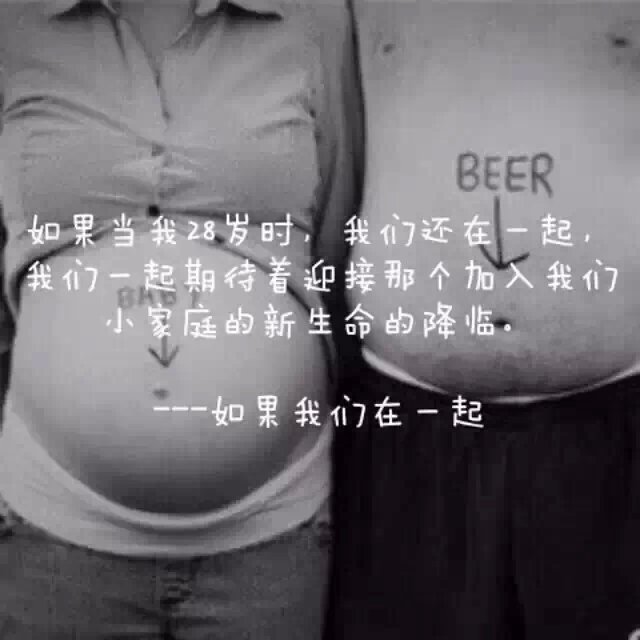 BEER
如果当我28岁时，我们还在一起，
我们一起期待着迎接那个加入我们
BABY
小家庭的新生命的降临.
---如果我们在一起